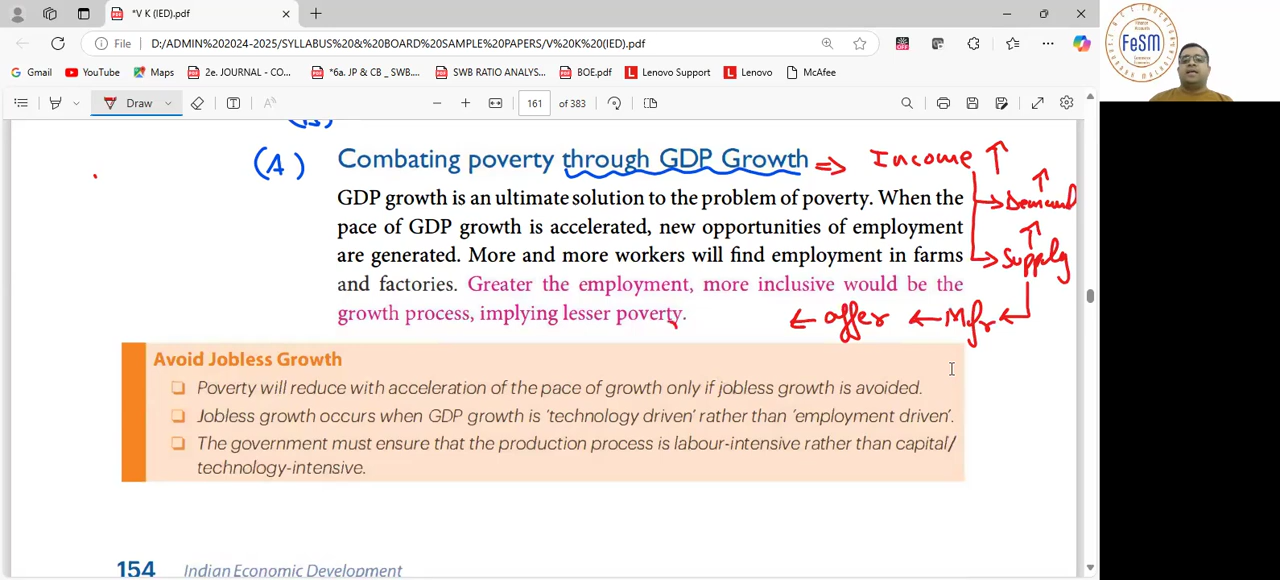 *V K (IED).pdf
File D:/ADMIN%202024-2025/SYLLABUS%20&%20BOARD%20SAMPLE%20PAPERS/V%20K%20(IED).pdf
Gmail YouTube Maps 2e. JOURNAL - CO... *6a. JP & CB _ SWB.... SWB RATIO ANALYS... BOE.pdf Lenovo Support Lenovo McAfee
Draw 161 of 383
FeSM
(A) Combating poverty through GDP Growth ⇒ Income ↑
GDP growth is an ultimate solution to the problem of poverty. When the → Demand ↑
pace of GDP growth is accelerated, new opportunities of employment
are generated. More and more workers will find employment in farms → Supply ↑
and factories. Greater the employment, more inclusive would be the
growth process, implying lesser poverty. ← offer ← Mfr ←
Avoid Jobless Growth
❑ Poverty will reduce with acceleration of the pace of growth only if jobless growth is avoided.
❑ Jobless growth occurs when GDP growth is 'technology driven' rather than 'employment driven'.
❑ The government must ensure that the production process is labour-intensive rather than capital/
technology-intensive.
154 Indian Economic Development